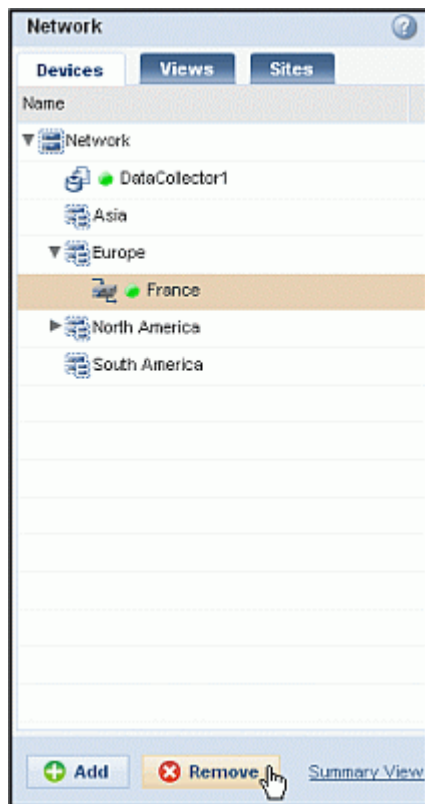 Network
Devices Views Sites
Name
Network
DataCollector1
Asia
Europe
France
North America
South America
Add Remove Summary View